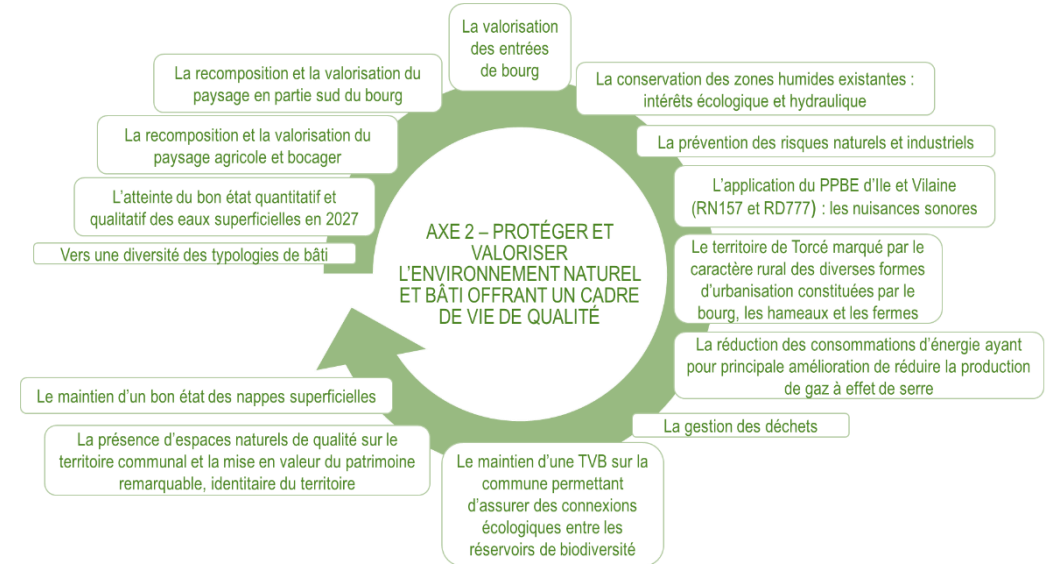 La valorisation
des entrées
de bourg
La conservation des zones humides existantes :
intérêts écologique et hydraulique
La prévention des risques naturels et industriels
L'application du PPBE d'Ile et Vilaine
(RN157 et RD777) : les nuisances sonores
Le territoire de Torcé marqué par le
caractère rural des diverses formes
d'urbanisation constituées par le
bourg, les hameaux et les fermes
La réduction des consommations d'énergie ayant
pour principale amélioration de réduire la production
de gaz à effet de serre
La gestion des déchets
Le maintien d'une TVB sur la
commune permettant
d'assurer des connexions
écologiques entre les
réservoirs de biodiversité
La présence d'espaces naturels de qualité sur le
territoire communal et la mise en valeur du patrimoine
remarquable, identitaire du territoire
Le maintien d'un bon état des nappes superficielles
Vers une diversité des typologies de bâti
L'atteinte du bon état quantitatif et
qualitatif des eaux superficielles en 2027
La recomposition et la valorisation du
paysage agricole et bocager
La recomposition et la valorisation du
paysage en partie sud du bourg
AXE 2 – PROTÉGER ET
VALORISER
L'ENVIRONNEMENT NATUREL
ET BÂTI OFFRANT UN CADRE
DE VIE DE QUALITÉ